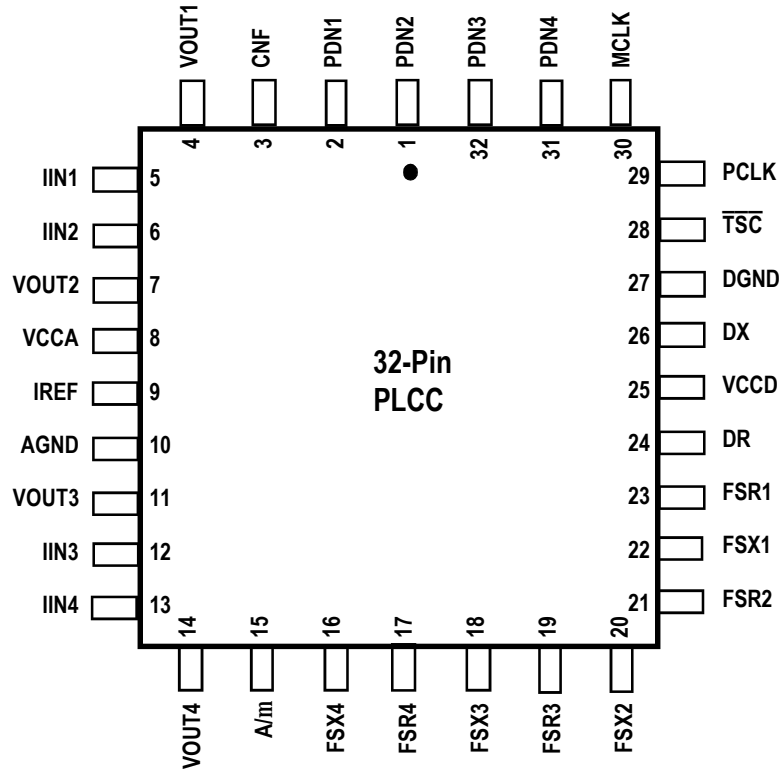 VOUT1 CNF PDN1 PDN2 PDN3 PDN4 MCLK
4 3 2 1 32 31 30
IIN1 5 29 PCLK
IIN2 6 28 T̅S̅C̅
VOUT2 7 27 DGND
VCCA 8 26 DX
32-Pin
PLCC
IREF 9 25 VCCD
AGND 10 24 DR
VOUT3 11 23 FSR1
IIN3 12 22 FSX1
IIN4 13 21 FSR2
14 15 16 17 18 19 20
VOUT4 A/m FSX4 FSR4 FSX3 FSR3 FSX2